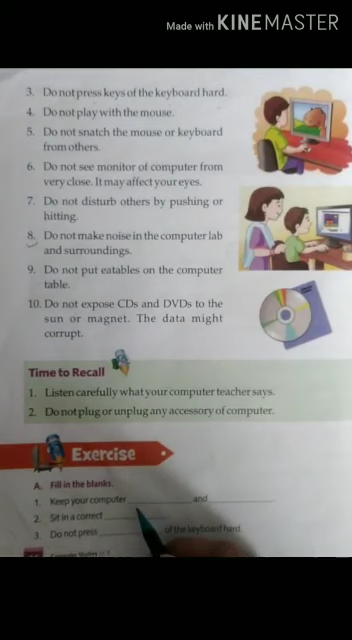 Made with KINEMASTER
3. Do not press keys of the keyboard hard.
4. Do not play with the mouse.
5. Do not snatch the mouse or keyboard
from others.
6. Do not see monitor of computer from
very close. It may affect your eyes.
7. Do not disturb others by pushing or
hitting.
8. Do not make noise in the computer lab
and surroundings.
9. Do not put eatables on the computer
table.
10. Do not expose CDs and DVDs to the
sun or magnet. The data might
corrupt.
Time to Recall
1. Listen carefully what your computer teacher says.
2. Do not plug or unplug any accessory of computer.
Exercise
A. Fill in the blanks.
1. Keep your computer ____________ and ____________
2. Sit in a correct ____________
3. Do not press ____________ of the keyboard hard.
Computer Studies